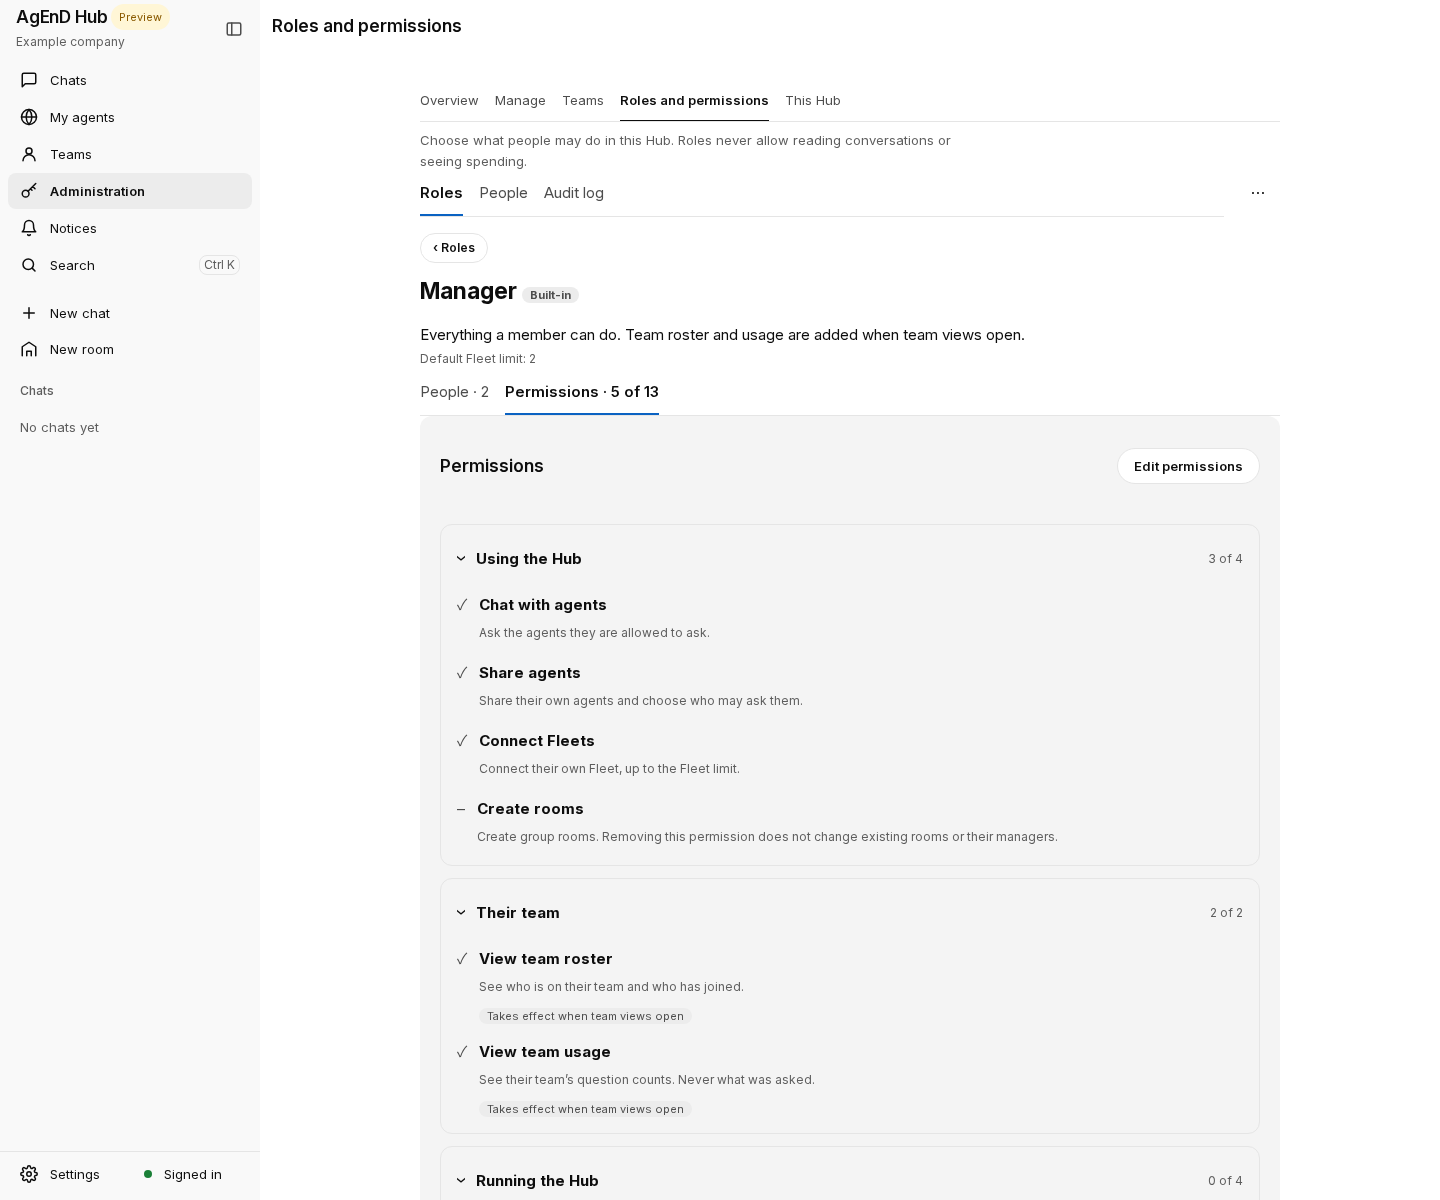 AgEnD Hub Preview
Example company
Chats
My agents
Teams
Administration
Notices
Search Ctrl K
New chat
New room
Chats
No chats yet
Settings Signed in
Roles and permissions
Overview Manage Teams Roles and permissions This Hub
Choose what people may do in this Hub. Roles never allow reading conversations or
seeing spending.
Roles People Audit log ···
‹ Roles
Manager Built-in
Everything a member can do. Team roster and usage are added when team views open.
Default Fleet limit: 2
People · 2 Permissions · 5 of 13
Permissions Edit permissions
Using the Hub 3 of 4
✓ Chat with agents
Ask the agents they are allowed to ask.
✓ Share agents
Share their own agents and choose who may ask them.
✓ Connect Fleets
Connect their own Fleet, up to the Fleet limit.
– Create rooms
Create group rooms. Removing this permission does not change existing rooms or their managers.
Their team 2 of 2
✓ View team roster
See who is on their team and who has joined.
Takes effect when team views open
✓ View team usage
See their team’s question counts. Never what was asked.
Takes effect when team views open
Running the Hub 0 of 4